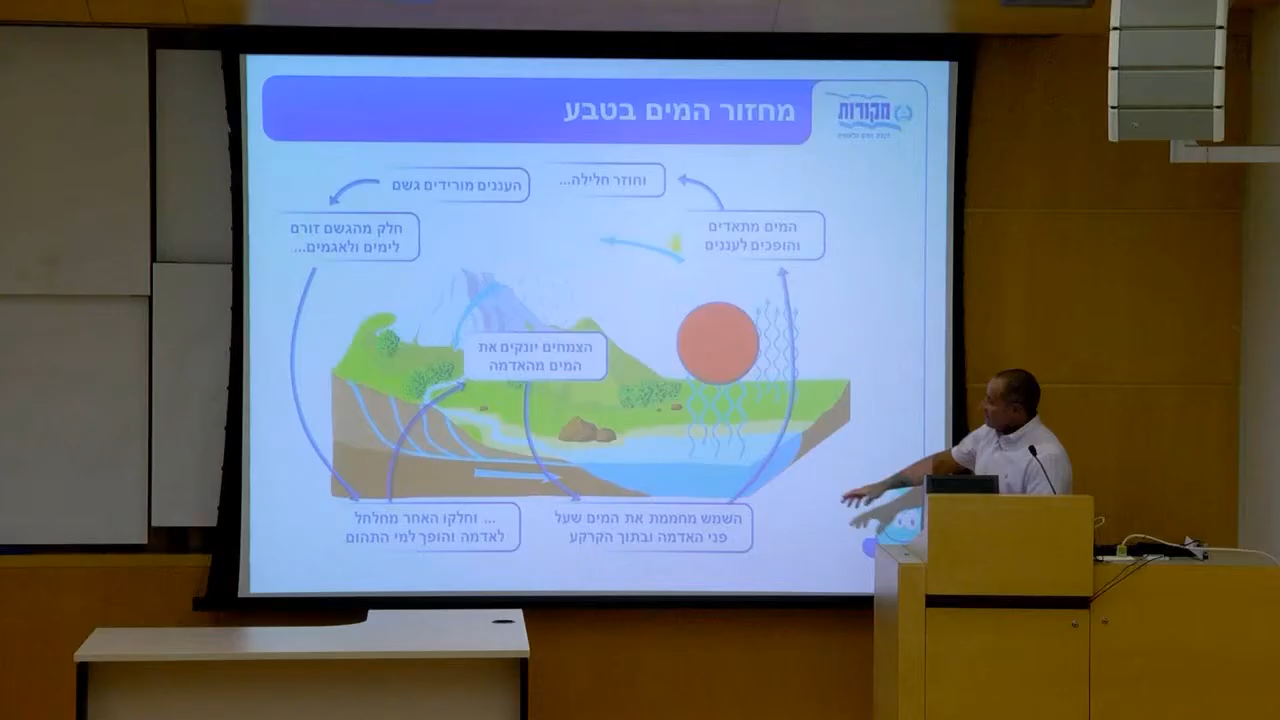 מחזור המים בטבע
מקורות
העננים מורידים גשם
וחוזר חלילה...
חלק מהגשם זורם
לימים ולאגמים...
המים מתאדים
והופכים לעננים
הצמחים יונקים את
המים מהאדמה
... וחלקו האחר מחלחל
לאדמה והופך למי התהום
השמש מחממת את המים שעל
פני האדמה ובתוך הקרקע